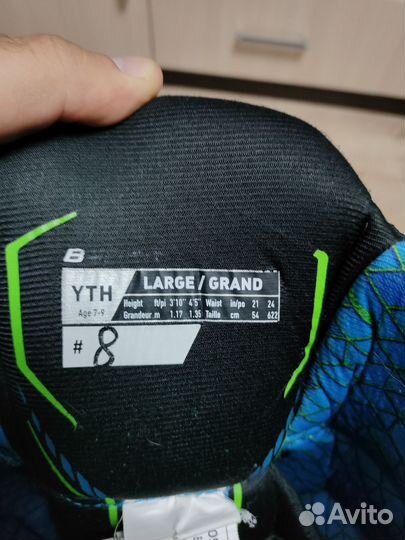 B
YTH LARGE / GRAND
Age 7-9
Height ft/pi 3'10" 4'5" Waist in/po 21 24
Grandeur m 1.17 1.35 Taille cm 54 622
# 8
Avito